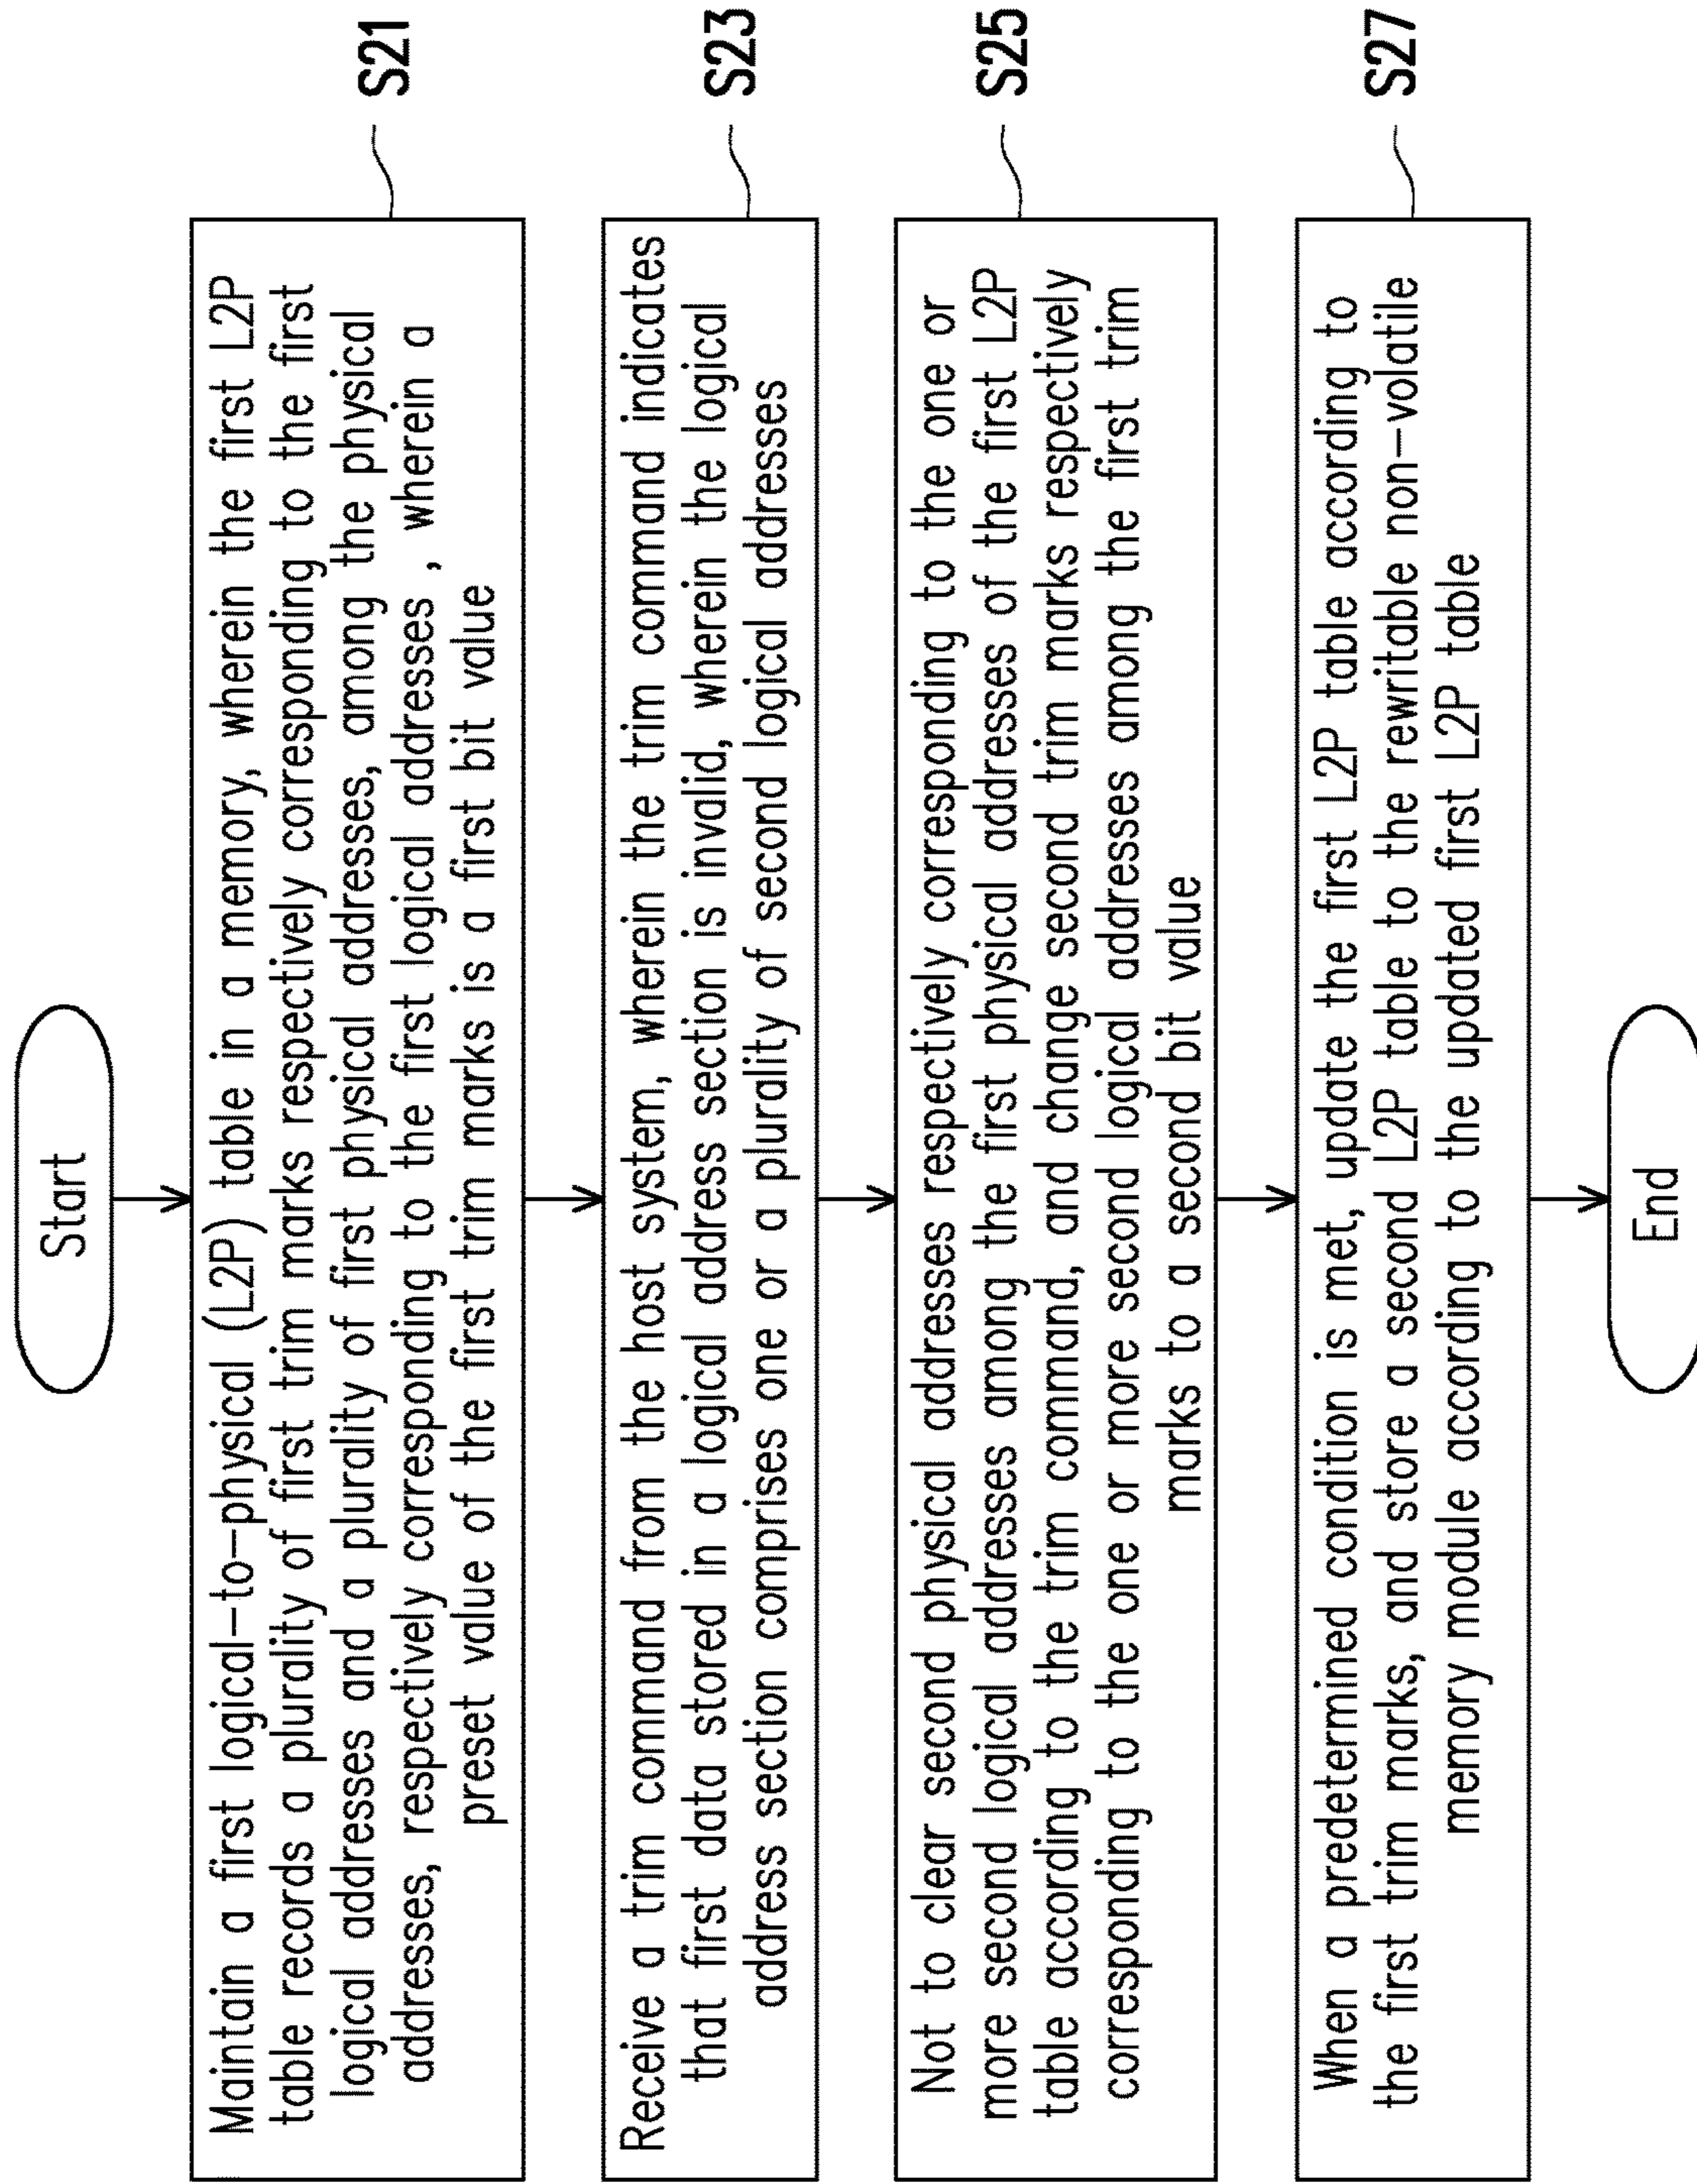 Start
Maintain a first logical-to-physical (L2P) table in a memory, wherein the first L2P
table records a plurality of first trim marks respectively corresponding to the first
logical addresses and a plurality of first physical addresses, among the physical
addresses, respectively corresponding to the first logical addresses , wherein a
preset value of the first trim marks is a first bit value
S21
Receive a trim command from the host system, wherein the trim command indicates
that first data stored in a logical address section is invalid, wherein the logical
address section comprises one or a plurality of second logical addresses
S23
Not to clear second physical addresses respectively corresponding to the one or
more second logical addresses among the first physical addresses of the first L2P
table according to the trim command, and change second trim marks respectively
corresponding to the one or more second logical addresses among the first trim
marks to a second bit value
S25
When a predetermined condition is met, update the first L2P table according to
the first trim marks, and store a second L2P table to the rewritable non-volatile
memory module according to the updated first L2P table
S27
End